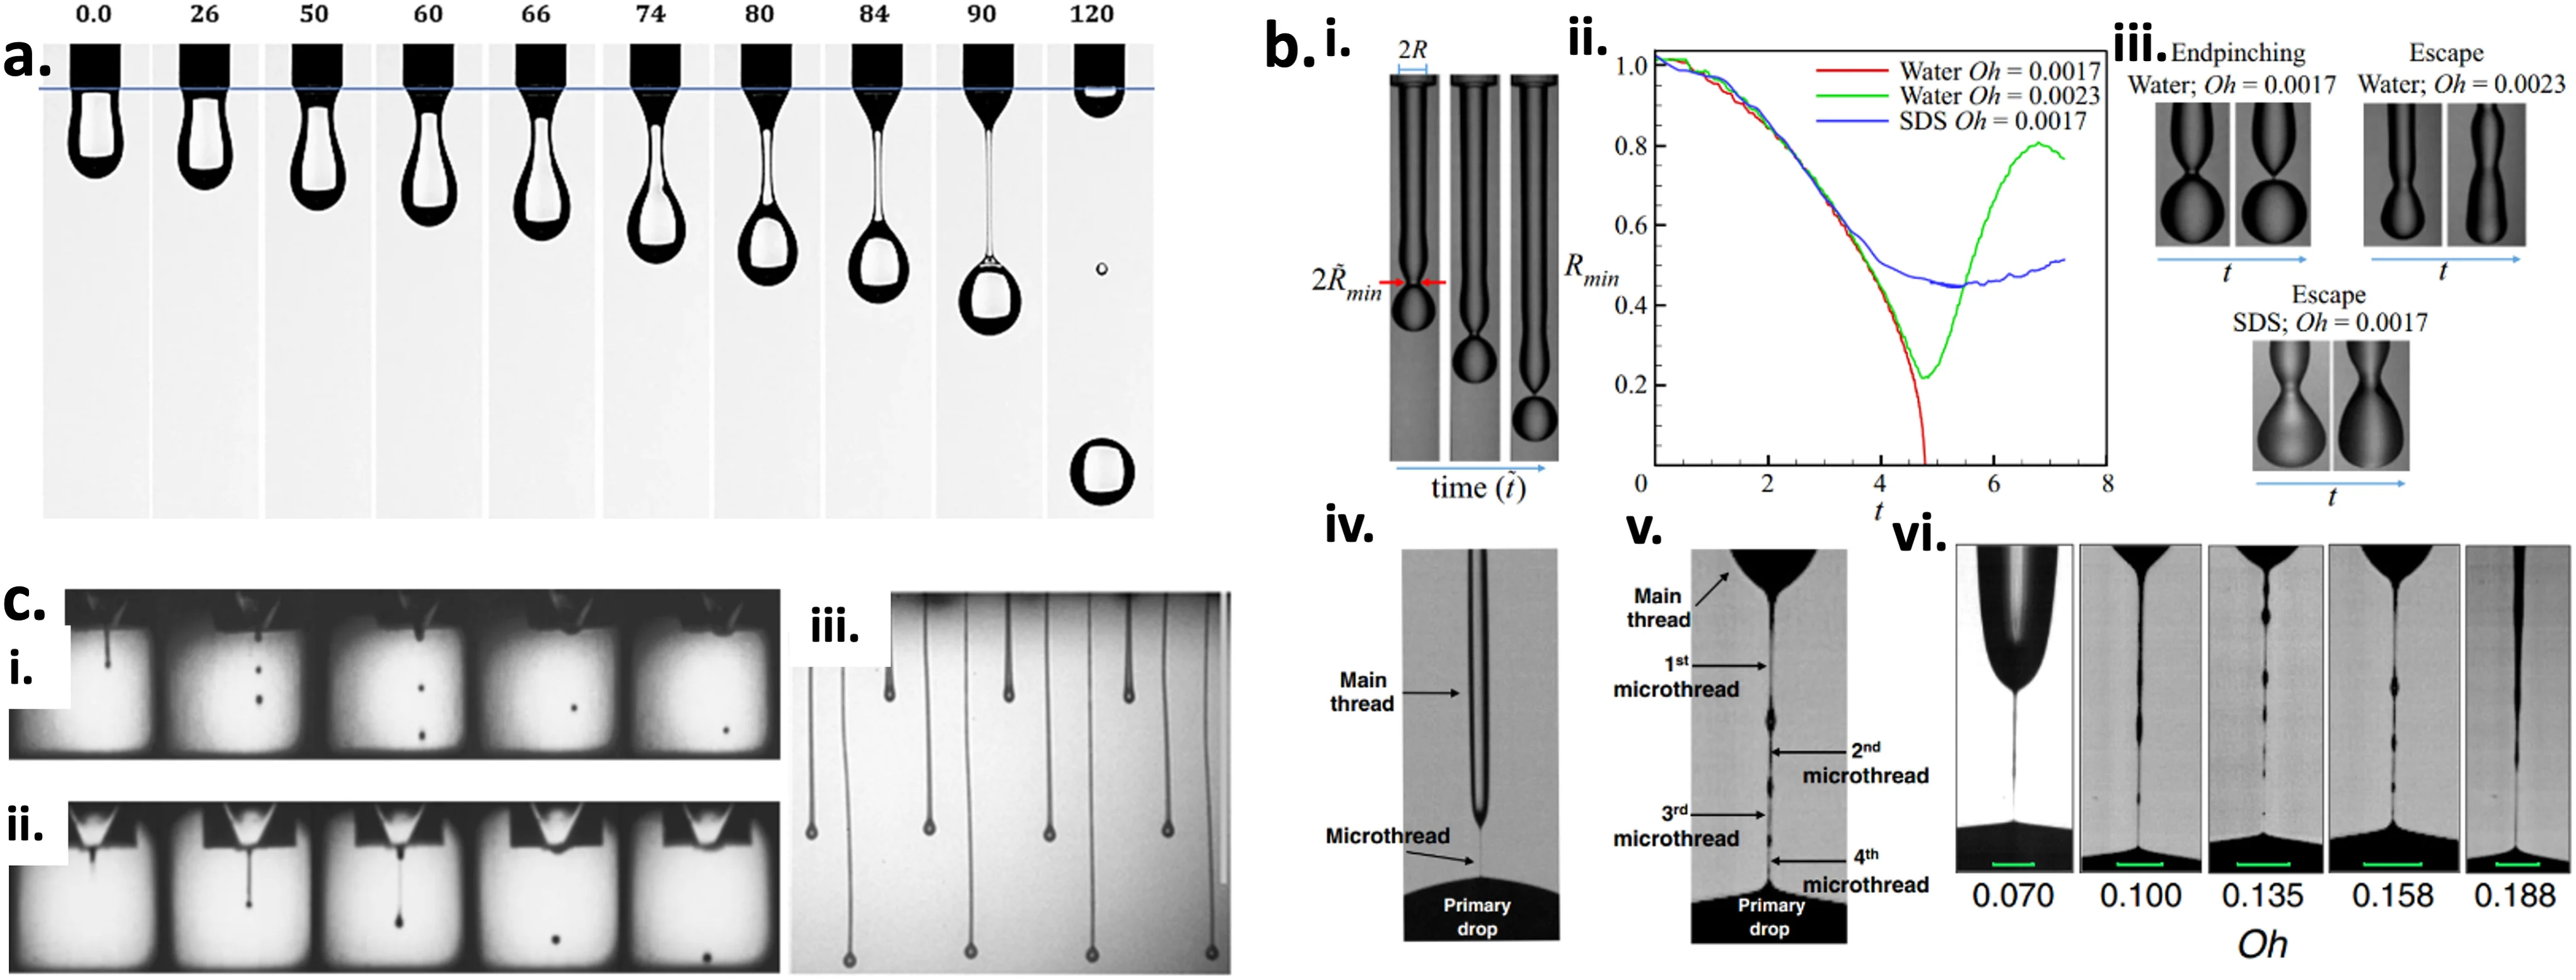 a.
0.0 26 50 60 66 74 80 84 90 120
b.
i.
2R
2R̃min
time (t̃)
ii.
1.0
0.8
0.6
0.4
0.2
0 2 4 6 8
Rmin
t
Water Oh = 0.0017
Water Oh = 0.0023
SDS Oh = 0.0017
iii.
Endpinching
Water; Oh = 0.0017
t
Escape
Water; Oh = 0.0023
t
Escape
SDS; Oh = 0.0017
t
iv.
Main
thread
Microthread
Primary
drop
v.
Main
thread
1st
microthread
2nd
microthread
3rd
microthread
4th
microthread
Primary
drop
vi.
0.070 0.100 0.135 0.158 0.188
Oh
c.
i.
ii.
iii.